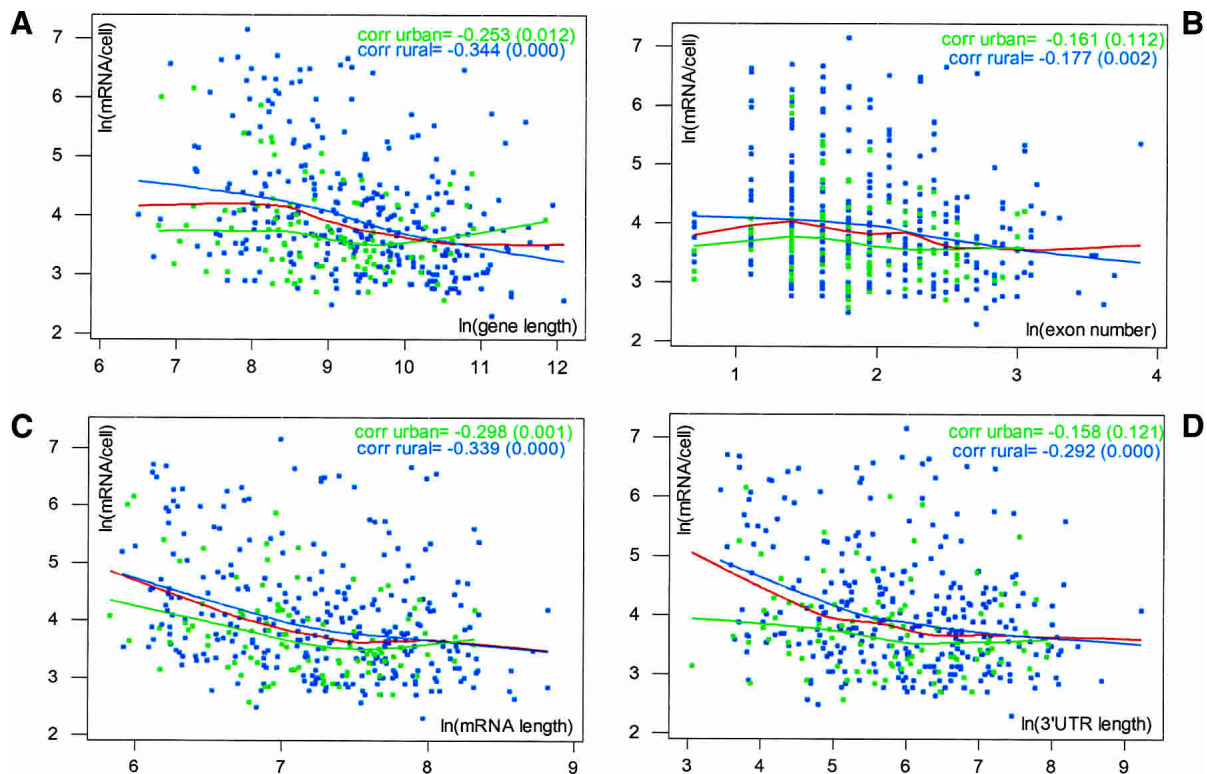 A
ln(mRNA/cell)
corr urban= -0.253 (0.012)
corr rural= -0.344 (0.000)
7
6
5
4
3
2
ln(gene length)
6 7 8 9 10 11 12
B
ln(mRNA/cell)
corr urban= -0.161 (0.112)
corr rural= -0.177 (0.002)
7
6
5
4
3
2
ln(exon number)
1 2 3 4
C
ln(mRNA/cell)
corr urban= -0.298 (0.001)
corr rural= -0.339 (0.000)
7
6
5
4
3
2
ln(mRNA length)
6 7 8 9
D
ln(mRNA/cell)
corr urban= -0.158 (0.121)
corr rural= -0.292 (0.000)
7
6
5
4
3
2
ln(3'UTR length)
3 4 5 6 7 8 9